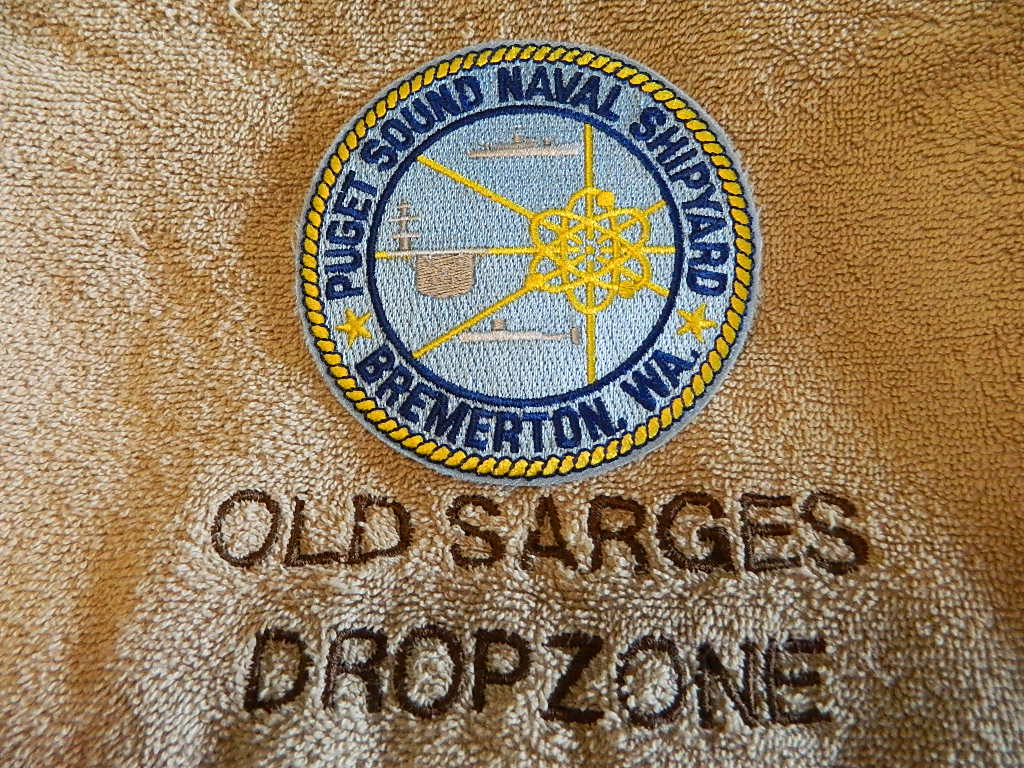 PUGET SOUND NAVAL SHIPYARD
BREMERTON, WA.
OLD SARGES
DROPZONE